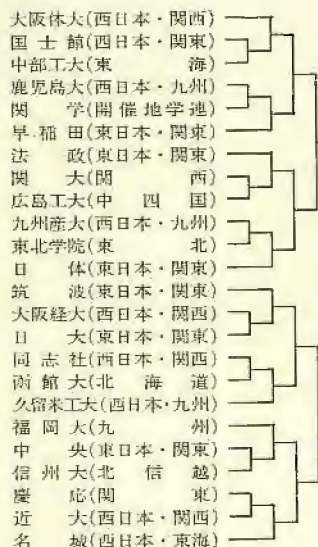 大阪体大(西日本・関西)
国士館(西日本・関東)
中部工大(東海)
鹿児島大(西日本・九州)
関学(開催地学連)
早稲田(東日本・関東)
法政(東日本・関東)
関大(関西)
広島工大(中四国)
九州産大(西日本・九州)
東北学院(東北)
日体(東日本・関東)
筑波(東日本・関東)
大阪経大(西日本・関西)
日大(東日本・関東)
同志社(西日本・関西)
函館大(北海道)
久留米工大(西日本・九州)
福岡大(九州)
中央(東日本・関東)
信州大(北信越)
慶応(関東)
近大(西日本・関西)
名城(西日本・東海)